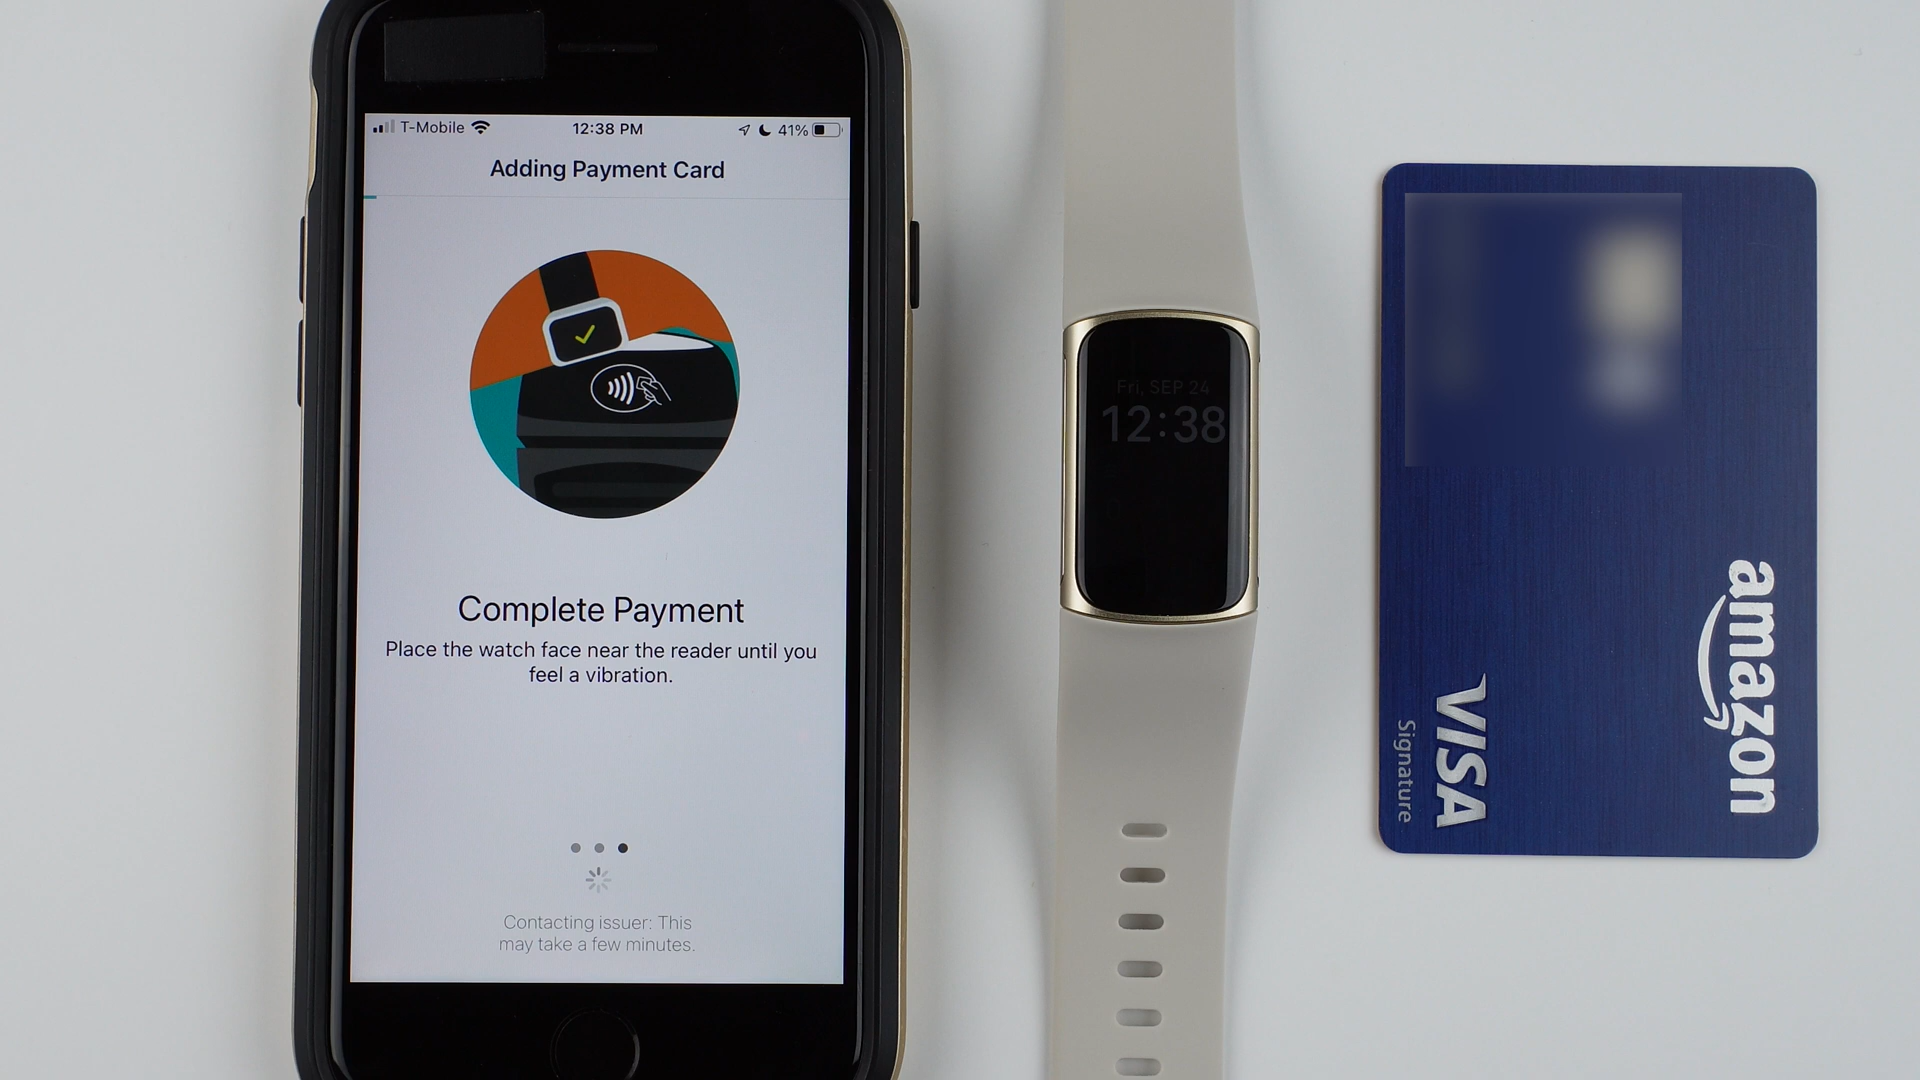 T-Mobile
12:38 PM
41%
Adding Payment Card
Complete Payment
Place the watch face near the reader until you
feel a vibration.
Contacting issuer: This
may take a few minutes.
Fri, SEP 24
12:38
amazon
VISA
Signature